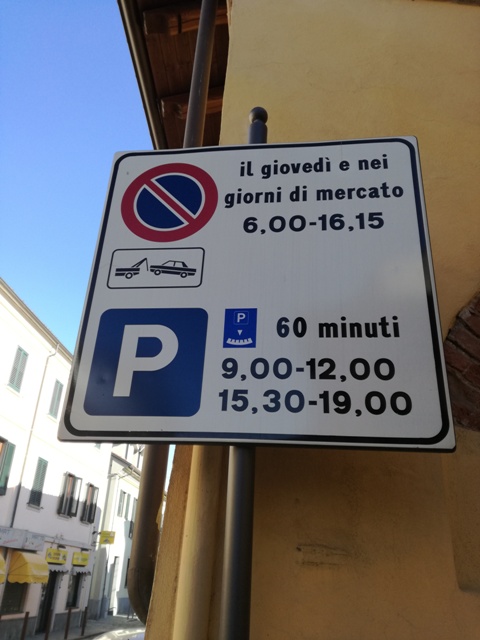 il giovedì e nei
giorni di mercato
6,00-16,15
P
P
60 minuti
9,00-12,00
15,30-19,00